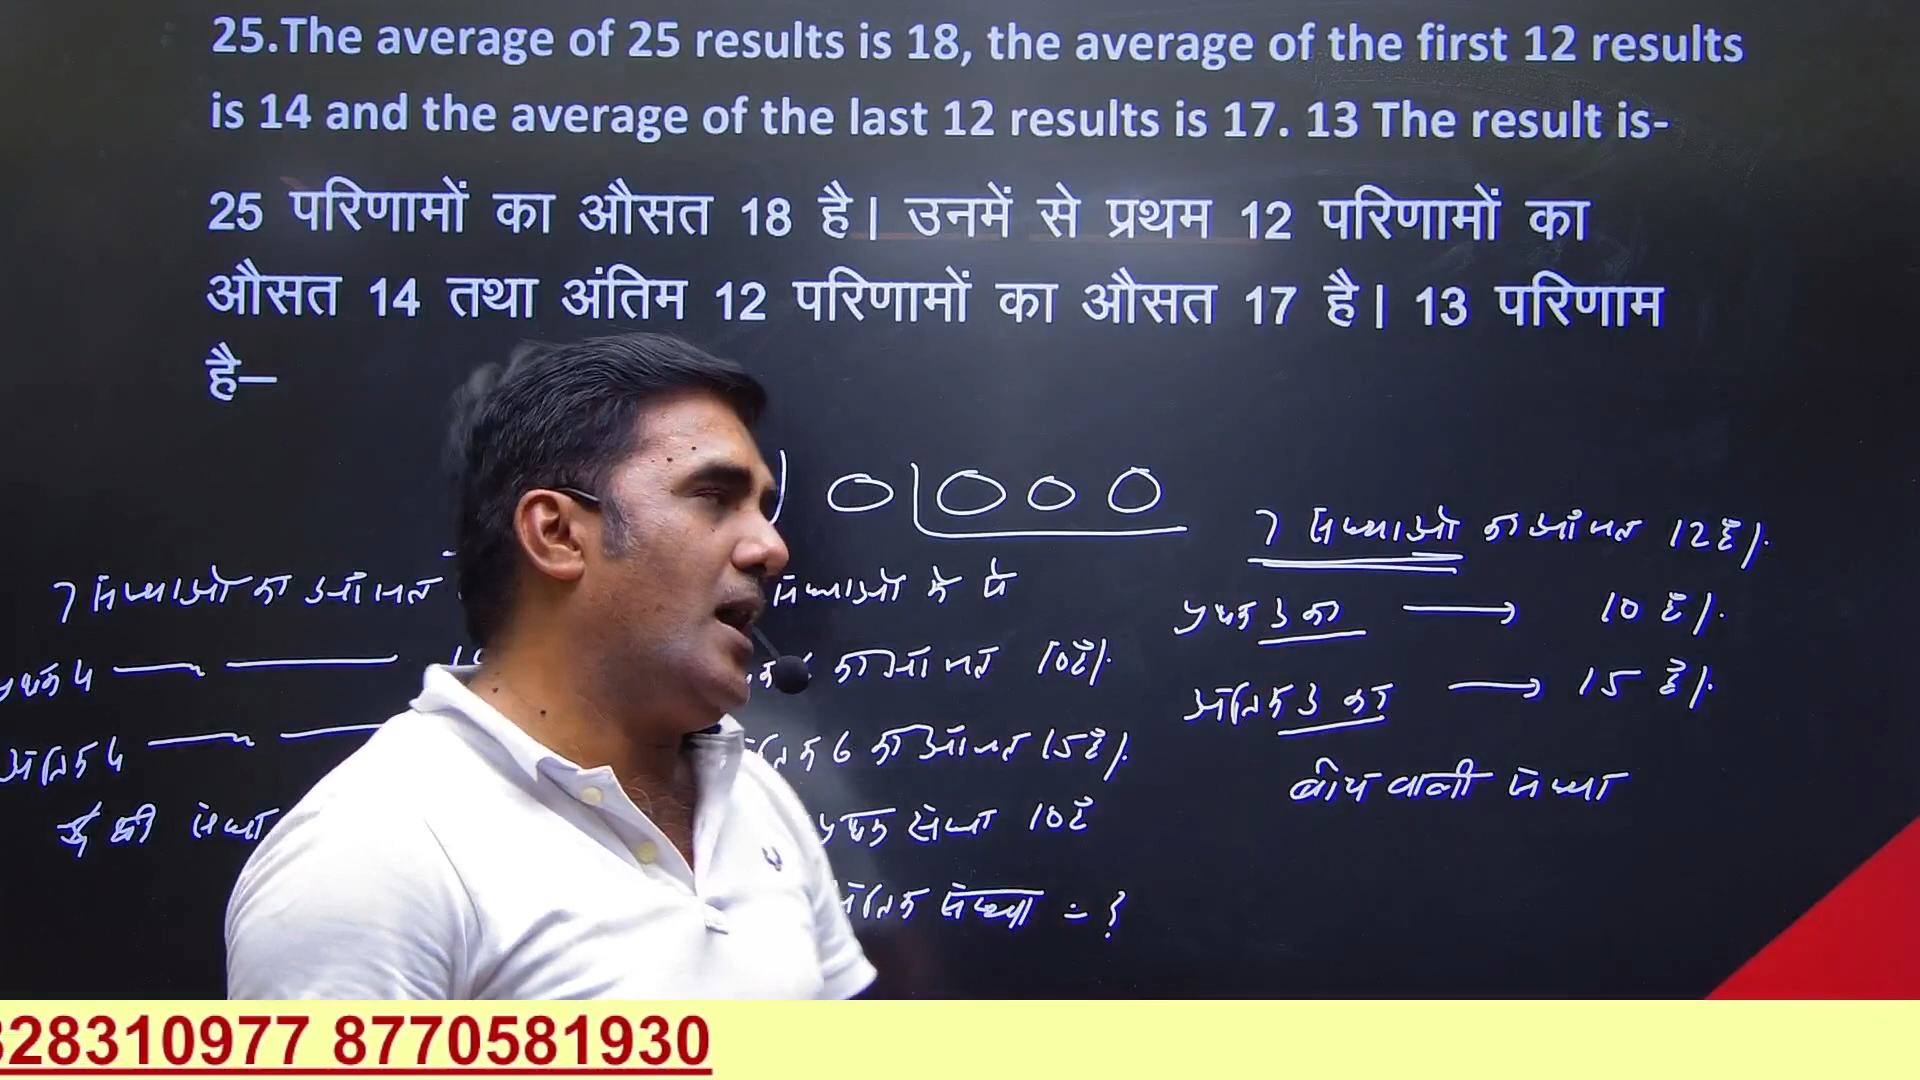 25.The average of 25 results is 18, the average of the first 12 results
is 14 and the average of the last 12 results is 17. 13 The result is-
25 परिणामों का औसत 18 है। उनमें से प्रथम 12 परिणामों का
औसत 14 तथा अंतिम 12 परिणामों का औसत 17 है। 13 परिणाम
है–
7 संख्याओं का औसत
संख्याओं में से
7 संख्याओं का औसत 12 है।
प्रथम 4
का औसत 10 है।
प्रथम 3 का → 10 है।
अंतिम 4
6 का औसत 15 है।
अंतिम 3 का → 15 है।
वी संख्या
संख्या 10 है
बीच वाली संख्या
संख्या = ?
28310977 8770581930